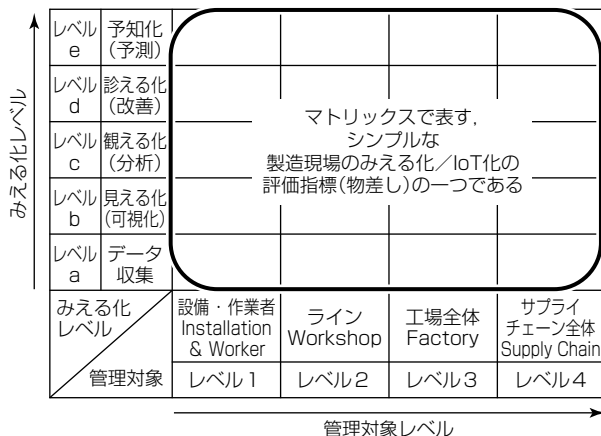 みえる化レベル
レベル
e
予知化
(予測)
レベル
d
診える化
(改善)
レベル
c
観える化
(分析)
レベル
b
見える化
(可視化)
レベル
a
データ
収集
マトリックスで表す,
シンプルな
製造現場のみえる化/IoT化の
評価指標(物差し)の一つである
みえる化
レベル
管理対象
設備・作業者
Installation
& Worker
ライン
Workshop
工場全体
Factory
サプライ
チェーン全体
Supply Chain
レベル1
レベル2
レベル3
レベル4
管理対象レベル